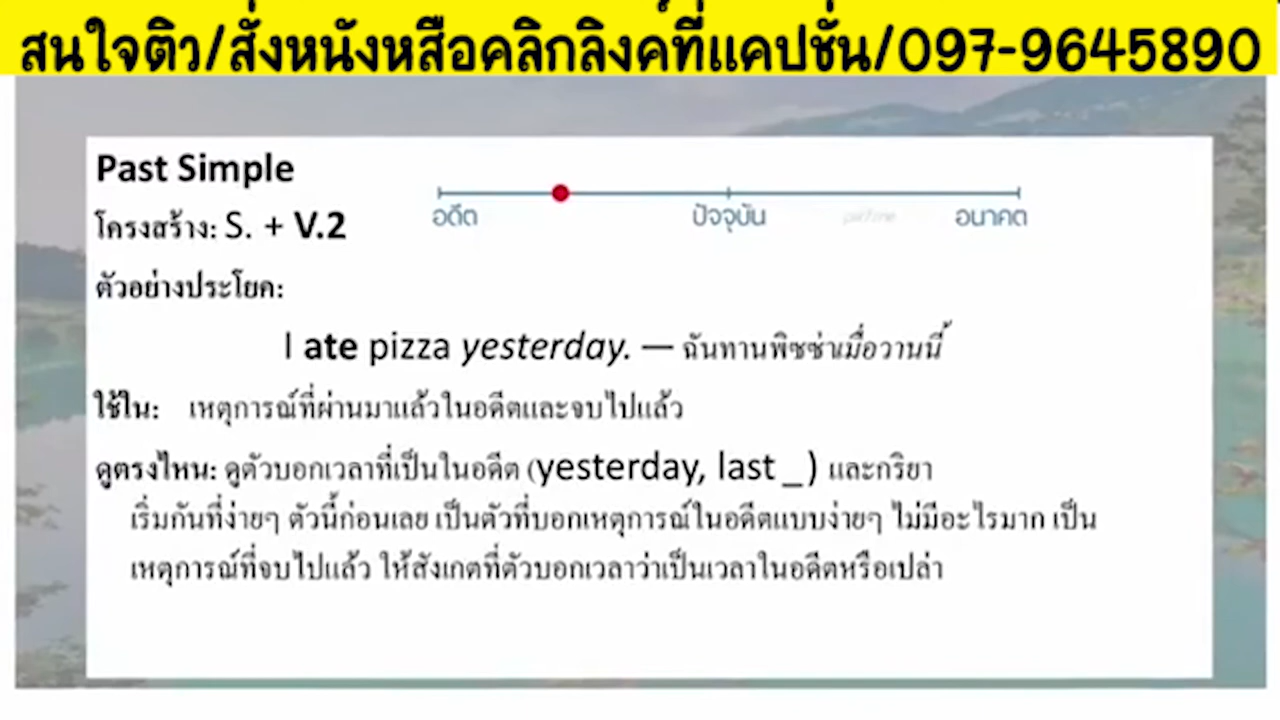 สนใจติว/สั่งหนังหสือคลิกลิงค์ที่แคปชั่น/097-9645890
Past Simple
อดีต ปัจจุบัน อนาคต
โครงสร้าง: S. + V.2
ตัวอย่างประโยค:
I ate pizza yesterday. — ฉันทานพิซซ่าเมื่อวานนี้
ใช้ใน: เหตุการณ์ที่ผ่านมาแล้วในอดีตและจบไปแล้ว
ดูตรงไหน: ดูตัวบอกเวลาที่เป็นในอดีต (yesterday, last _ ) และกริยา
เริ่มกันที่ง่ายๆ ตัวนี้ก่อนเลย เป็นตัวที่บอกเหตุการณ์ในอดีตแบบง่ายๆ ไม่มีอะไรมาก เป็น
เหตุการณ์ที่จบไปแล้ว ให้สังเกตที่ตัวบอกเวลาว่าเป็นเวลาในอดีตหรือเปล่า